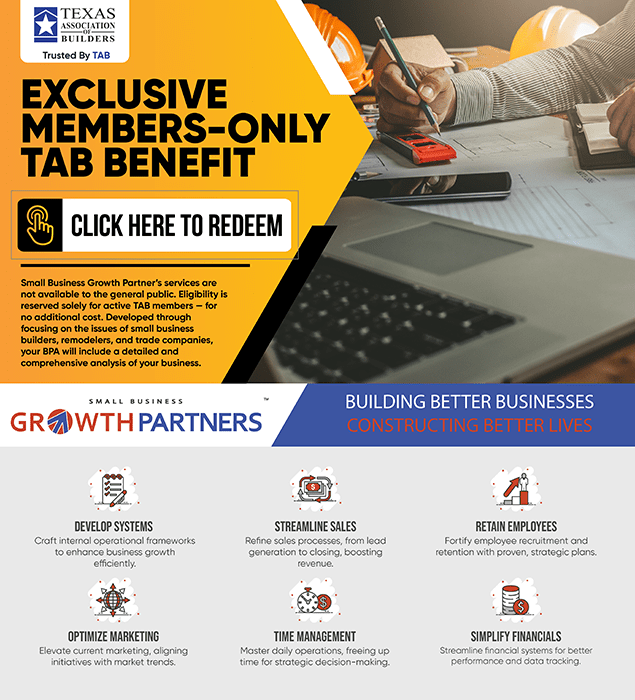 TEXAS
ASSOCIATION
OF
BUILDERS
Trusted By TAB
EXCLUSIVE
MEMBERS-ONLY
TAB BENEFIT
CLICK HERE TO REDEEM
Small Business Growth Partner's services are
not available to the general public. Eligibility is
reserved solely for active TAB members — for
no additional cost. Developed through
focusing on the issues of small business
builders, remodelers, and trade companies,
your BPA will include a detailed and
comprehensive analysis of your business.
SMALL BUSINESS ™
GROWTH PARTNERS
BUILDING BETTER BUSINESSES
CONSTRUCTING BETTER LIVES
DEVELOP SYSTEMS
Craft internal operational frameworks
to enhance business growth
efficiently.
STREAMLINE SALES
Refine sales processes, from lead
generation to closing, boosting
revenue.
RETAIN EMPLOYEES
Fortify employee recruitment and
retention with proven, strategic plans.
OPTIMIZE MARKETING
Elevate current marketing, aligning
initiatives with market trends.
TIME MANAGEMENT
Master daily operations, freeing up
time for strategic decision-making.
SIMPLIFY FINANCIALS
Streamline financial systems for better
performance and data tracking.